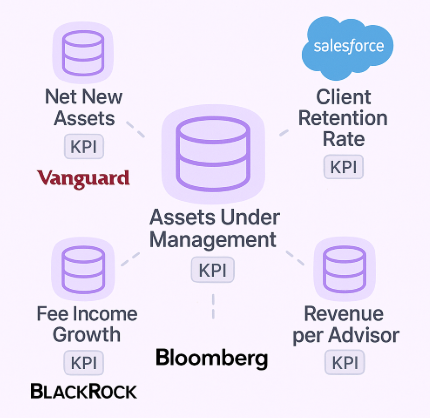 salesforce
Net New
Assets
KPI
Vanguard
Client
Retention
Rate
KPI
Assets Under
Management
KPI
Fee Income
Growth
KPI
BLACKROCK
Bloomberg
Revenue
per Advisor
KPI